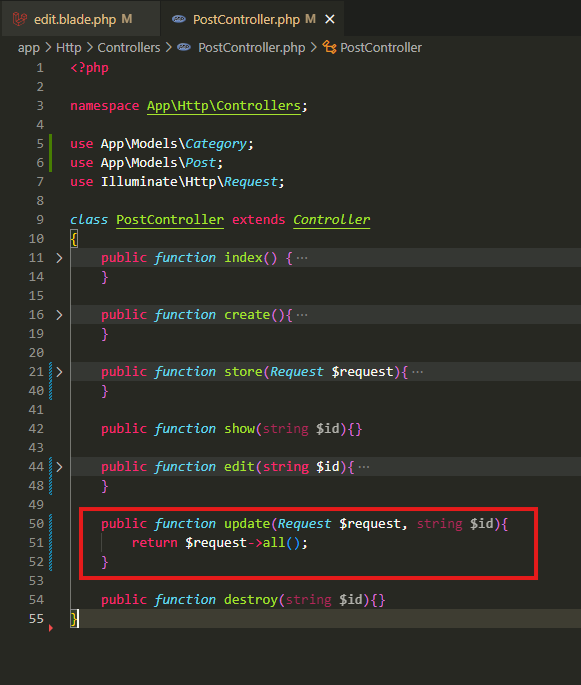 edit.blade.php M PostController.php M ×
app > Http > Controllers > PostController.php > PostController
1 <?php
2
3 namespace App\Http\Controllers;
4
5 use App\Models\Category;
6 use App\Models\Post;
7 use Illuminate\Http\Request;
8
9 class PostController extends Controller
10 {
11 > public function index() { ···
14 }
15
16 > public function create(){ ···
19 }
20
21 > public function store(Request $request){ ···
40 }
41
42 public function show(string $id){}
43
44 > public function edit(string $id){ ···
48 }
49
50 public function update(Request $request, string $id){
51 return $request->all();
52 }
53
54 public function destroy(string $id){}
55 }